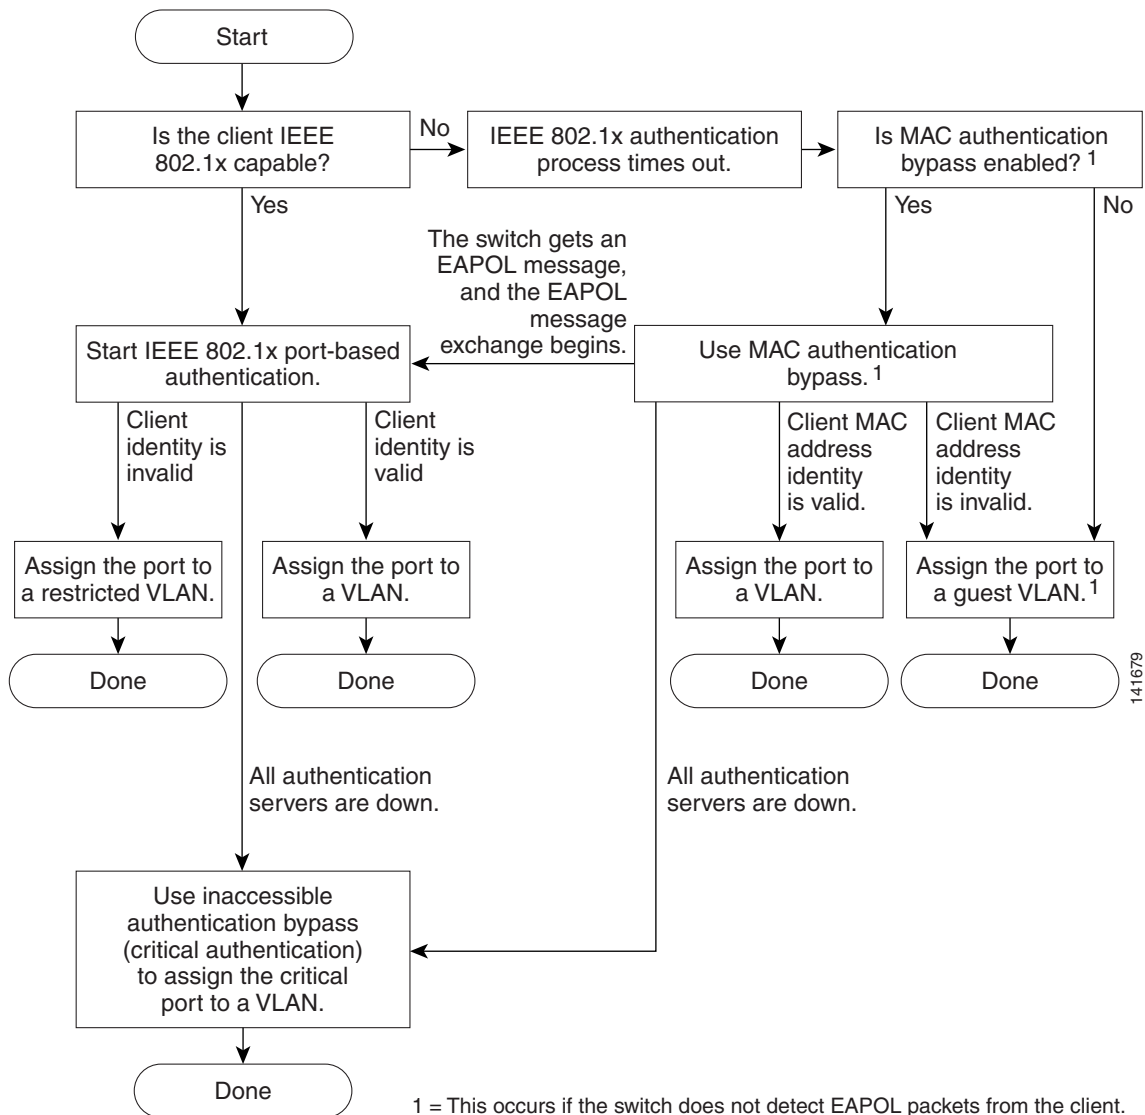 Start
Is the client IEEE
802.1x capable?
No
IEEE 802.1x authentication
process times out.
Is MAC authentication
bypass enabled? 1
Yes
Yes
No
The switch gets an
EAPOL message,
and the EAPOL
message
exchange begins.
Start IEEE 802.1x port-based
authentication.
Use MAC authentication
bypass. 1
Client
identity is
invalid
Client
identity is
valid
Client MAC
address
identity
is valid.
Client MAC
address
identity
is invalid.
Assign the port to
a restricted VLAN.
Assign the port to
a VLAN.
Assign the port to
a VLAN.
Assign the port to
a guest VLAN. 1
Done
Done
Done
Done
141679
All authentication
servers are down.
All authentication
servers are down.
Use inaccessible
authentication bypass
(critical authentication)
to assign the critical
port to a VLAN.
Done
1 = This occurs if the switch does not detect EAPOL packets from the client.